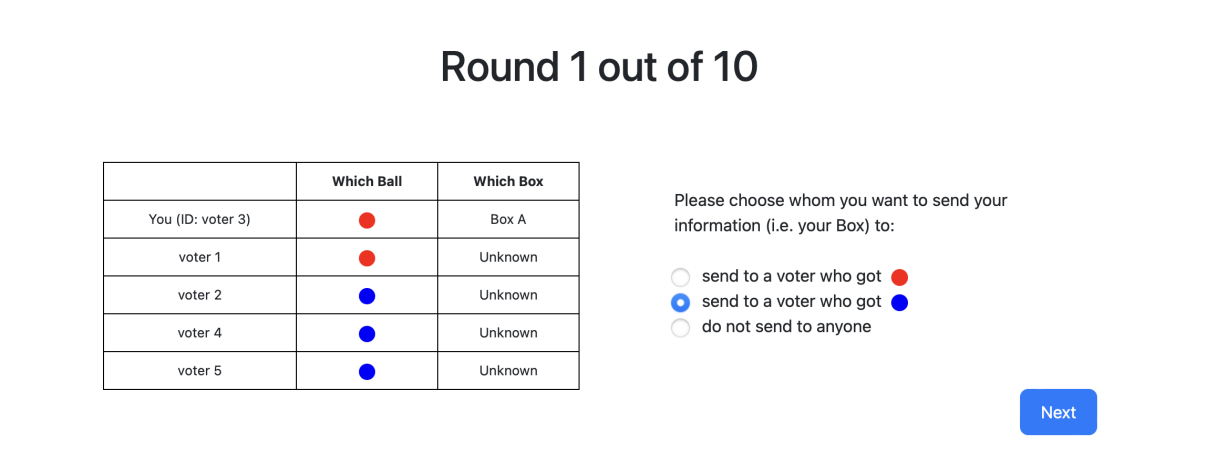 Round 1 out of 10
Which Ball Which Box
You (ID: voter 3) Box A
voter 1 Unknown
voter 2 Unknown
voter 4 Unknown
voter 5 Unknown
Please choose whom you want to send your
information (i.e. your Box) to:
send to a voter who got
send to a voter who got
do not send to anyone
Next